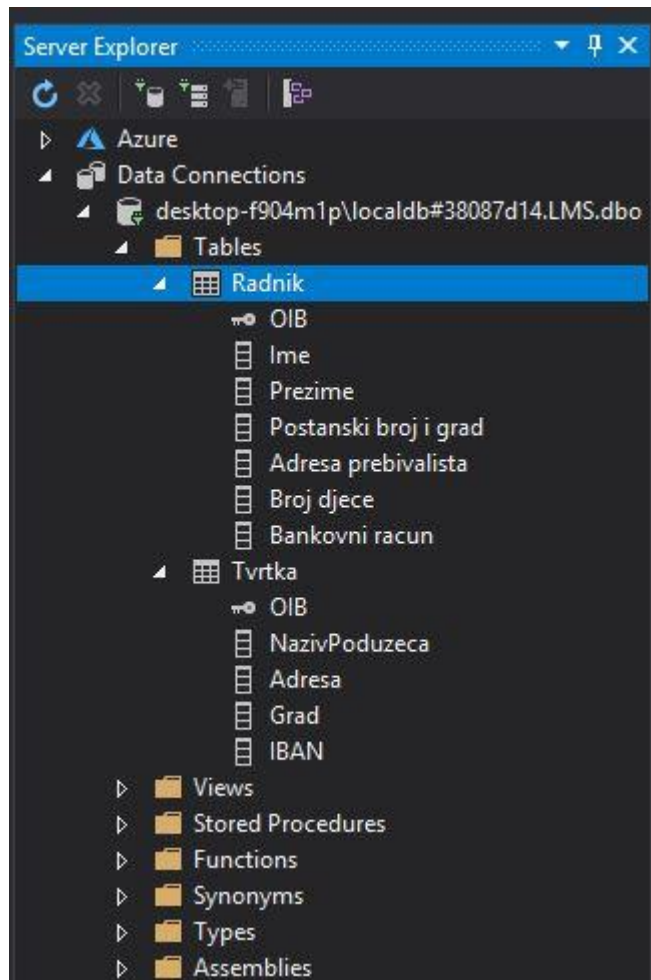 Server Explorer
Azure
Data Connections
desktop-f904m1p\localdb#38087d14.LMS.dbo
Tables
Radnik
OIB
Ime
Prezime
Postanski broj i grad
Adresa prebivalista
Broj djece
Bankovni racun
Tvrtka
OIB
NazivPoduzeca
Adresa
Grad
IBAN
Views
Stored Procedures
Functions
Synonyms
Types
Assemblies